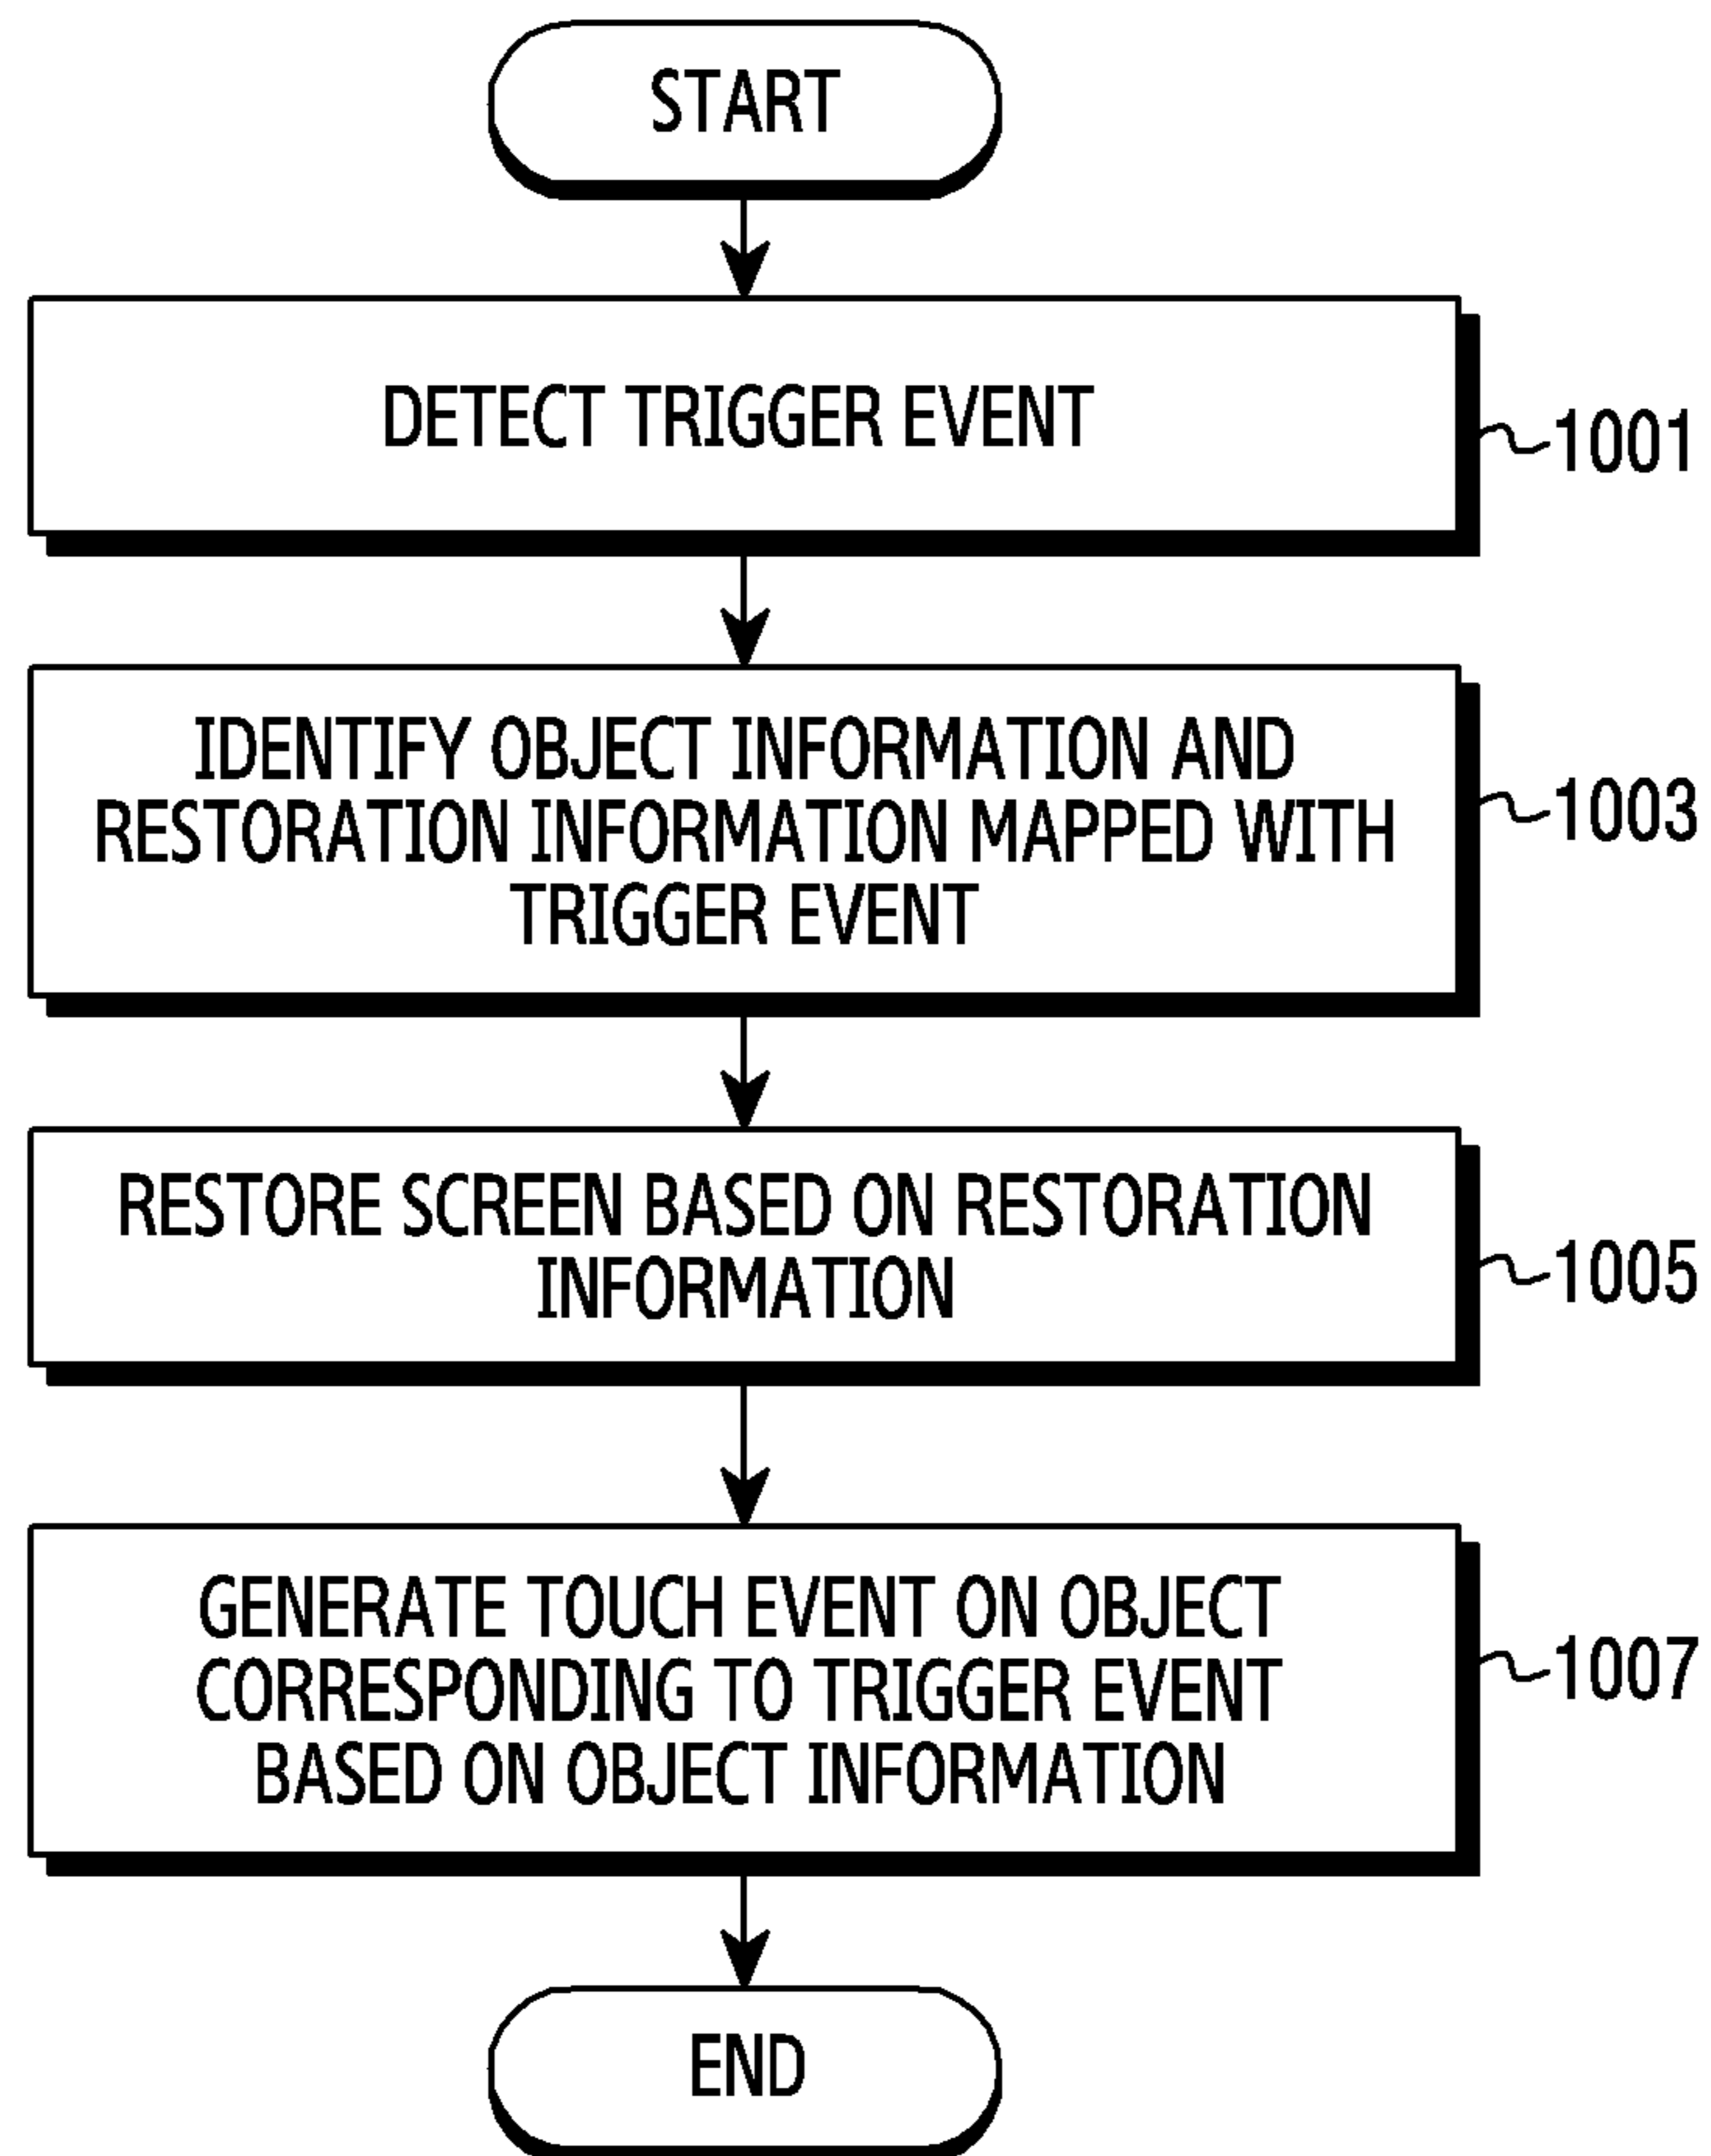 START
DETECT TRIGGER EVENT
1001
IDENTIFY OBJECT INFORMATION AND
RESTORATION INFORMATION MAPPED WITH
TRIGGER EVENT
1003
RESTORE SCREEN BASED ON RESTORATION
INFORMATION
1005
GENERATE TOUCH EVENT ON OBJECT
CORRESPONDING TO TRIGGER EVENT
BASED ON OBJECT INFORMATION
1007
END